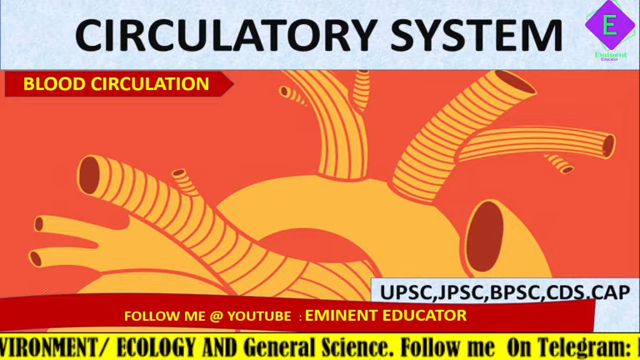 CIRCULATORY SYSTEM
E
Eminent
Educator
BLOOD CIRCULATION
UPSC,JPSC,BPSC,CDS,CAP
FOLLOW ME @ YOUTUBE : EMINENT EDUCATOR
VIRONMENT/ ECOLOGY AND General Science. Follow me On Telegram: